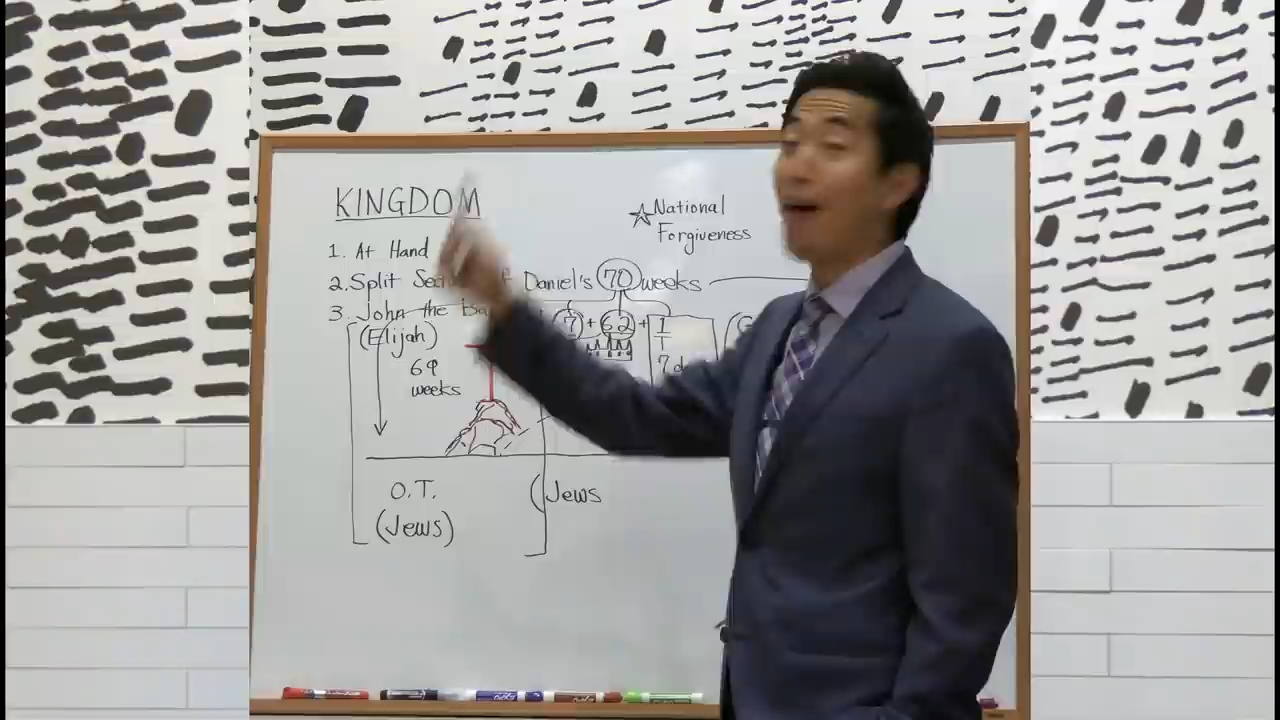 KINGDOM
☆National
Forgiveness
1. At Hand
2. Split Daniel's 70 weeks
3. John the
7 + 62 + 1
(Elijah)
7
69
weeks
O.T.
(Jews
(Jews)